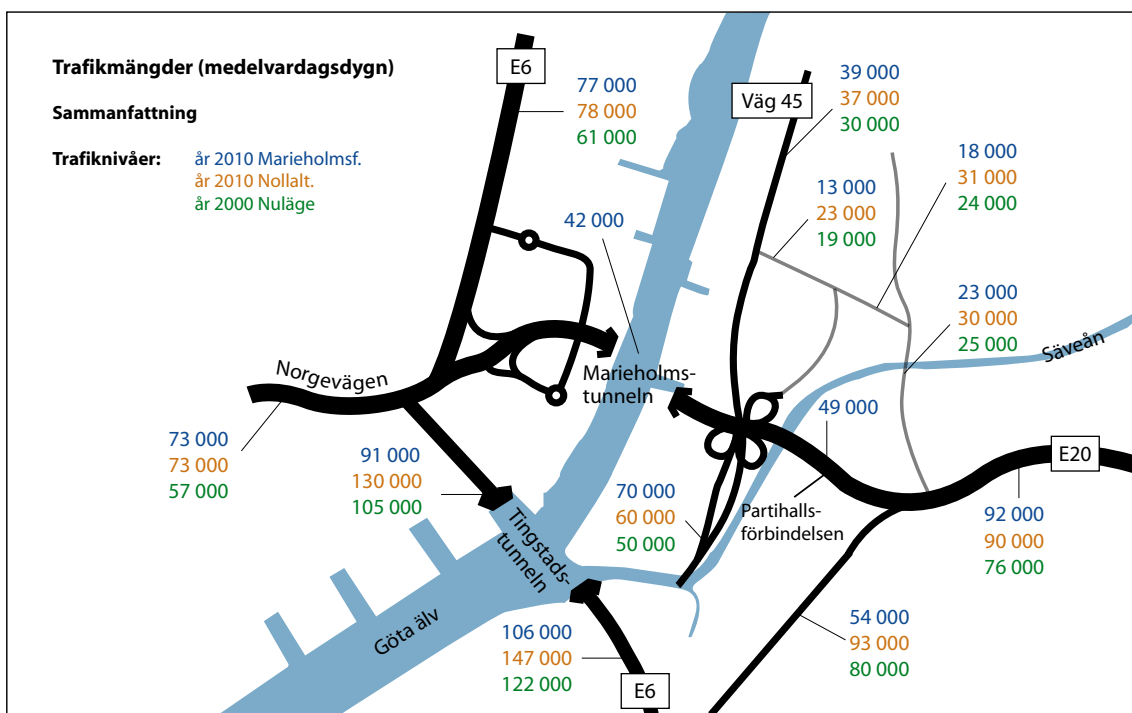 Trafikmängder (medelvardagsdygn)
Sammanfattning
Trafiknivåer:
år 2010 Marieholmsf.
år 2010 Nollalt.
år 2000 Nuläge
E6
77 000
78 000
61 000
Väg 45
39 000
37 000
30 000
18 000
31 000
24 000
13 000
23 000
19 000
42 000
23 000
30 000
25 000
Säveån
Norgevägen
Marieholms-
tunneln
49 000
73 000
73 000
57 000
91 000
130 000
105 000
E20
70 000
60 000
50 000
Partihalls-
förbindelsen
92 000
90 000
76 000
Tingstads-
tunneln
Göta älv
106 000
147 000
122 000
E6
54 000
93 000
80 000